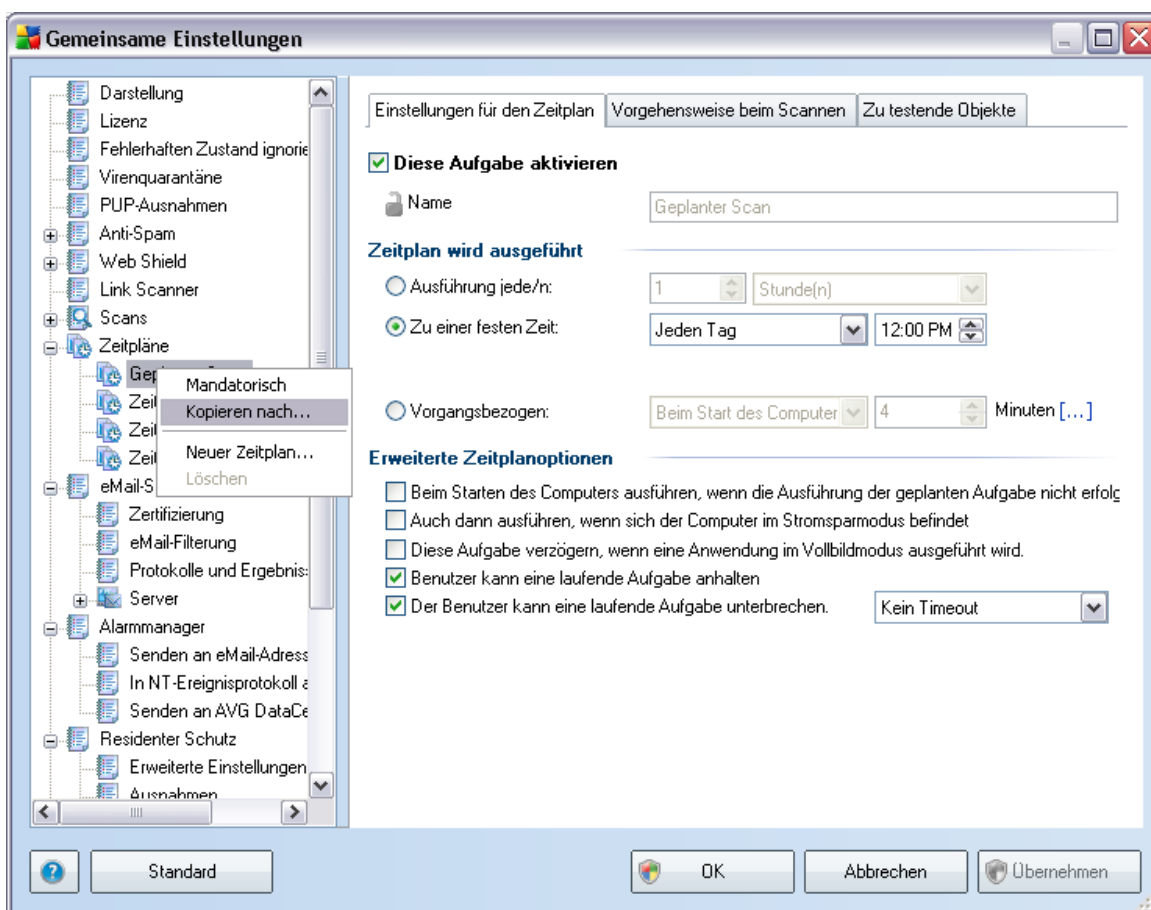 Gemeinsame Einstellungen
Darstellung
Lizenz
Fehlerhaften Zustand ignorie
Virenquarantäne
PUP-Ausnahmen
Anti-Spam
Web Shield
Link Scanner
Scans
Zeitpläne
Gep
Zei
Zei
Zei
Mandatorisch
Kopieren nach...
Neuer Zeitplan...
Löschen
eMail-S
Zertifizierung
eMail-Filterung
Protokolle und Ergebnis
Server
Alarmmanager
Senden an eMail-Adress
In NT-Ereignisprotokoll
Senden an AVG DataCe
Residenter Schutz
Erweiterte Einstellungen
Ausnahmen
Einstellungen für den Zeitplan
Vorgehensweise beim Scannen
Zu testende Objekte
Diese Aufgabe aktivieren
Name
Geplanter Scan
Zeitplan wird ausgeführt
Ausführung jede/n: 1 Stunde(n)
Zu einer festen Zeit: Jeden Tag 12:00 PM
Vorgangsbezogen: Beim Start des Computer 4 Minuten [...]
Erweiterte Zeitplanoptionen
Beim Starten des Computers ausführen, wenn die Ausführung der geplanten Aufgabe nicht erfolg
Auch dann ausführen, wenn sich der Computer im Stromsparmodus befindet
Diese Aufgabe verzögern, wenn eine Anwendung im Vollbildmodus ausgeführt wird.
Benutzer kann eine laufende Aufgabe anhalten
Der Benutzer kann eine laufende Aufgabe unterbrechen. Kein Timeout
? Standard OK Abbrechen Übernehmen